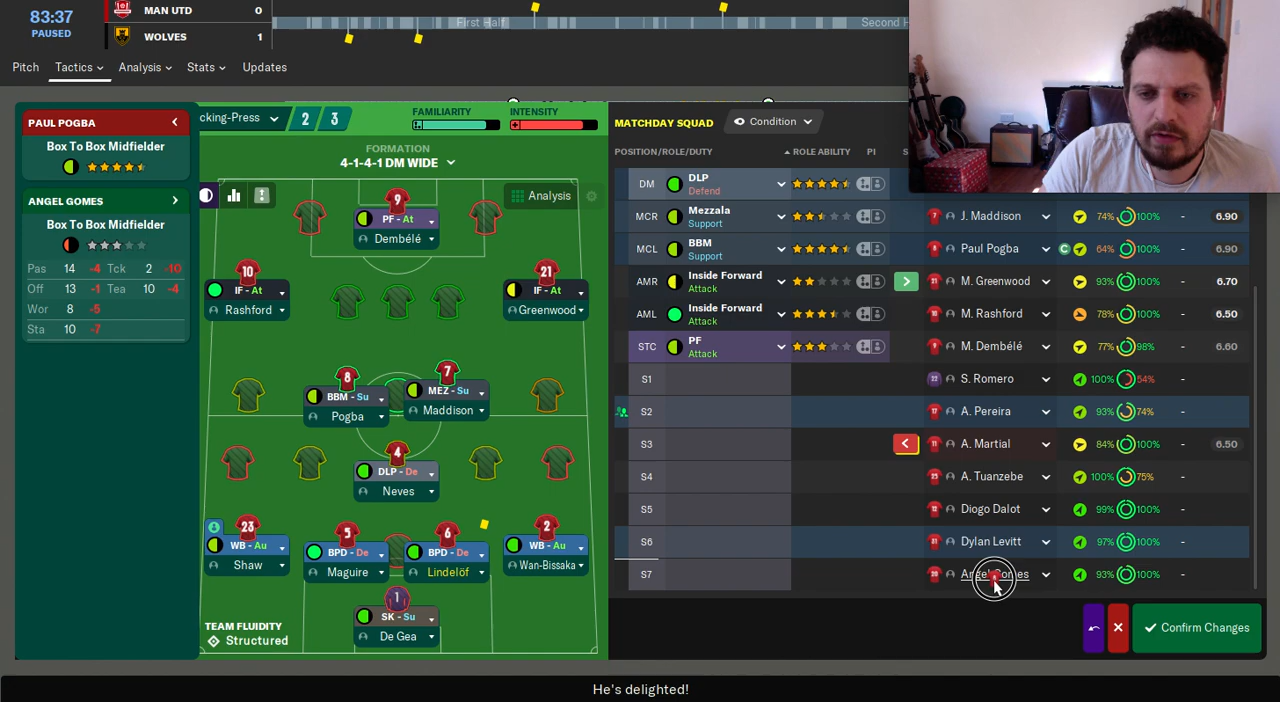 83:37
PAUSED
MAN UTD 0
WOLVES 1
First Half
Second H
Pitch Tactics Analysis Stats Updates
PAUL POGBA
Box To Box Midfielder
ANGEL GOMES
Box To Box Midfielder
Pas 14 -4 Tck 2 -10
Off 13 -1 Tea 10 -4
Wor 8 -5
Sta 10 -7
cking-Press 2 3
FAMILIARITY INTENSITY
FORMATION
4-1-4-1 DM WIDE
Analysis
9
PF - At
Dembélé
10
IF - At
Rashford
21
IF - At
Greenwood
8
BBM - Su
Pogba
7
MEZ - Su
Maddison
4
DLP - De
Neves
23
WB - Au
Shaw
5
BPD - De
Maguire
6
BPD - De
Lindelöf
2
WB - Au
Wan-Bissaka
1
SK - Su
De Gea
TEAM FLUIDITY
Structured
MATCHDAY SQUAD Condition
POSITION/ROLE/DUTY ROLE ABILITY PI S
DM DLP
Defend
MCR Mezzala
Support
7 J. Maddison 74% 100% - 6.90
MCL BBM
Support
8 Paul Pogba C 64% 100% - 6.90
AMR Inside Forward
Attack
21 M. Greenwood 93% 100% - 6.70
AML Inside Forward
Attack
10 M. Rashford 78% 100% - 6.50
STC PF
Attack
9 M. Dembélé 77% 98% - 6.60
S1 22 S. Romero 100% 54% -
S2 17 A. Pereira 93% 74% -
S3 11 A. Martial 84% 100% - 6.50
S4 A. Tuanzebe 100% 75% -
S5 Diogo Dalot 99% 100% -
S6 Dylan Levitt 97% 100% -
S7 Angel Gomes 93% 100% -
Confirm Changes
He's delighted!